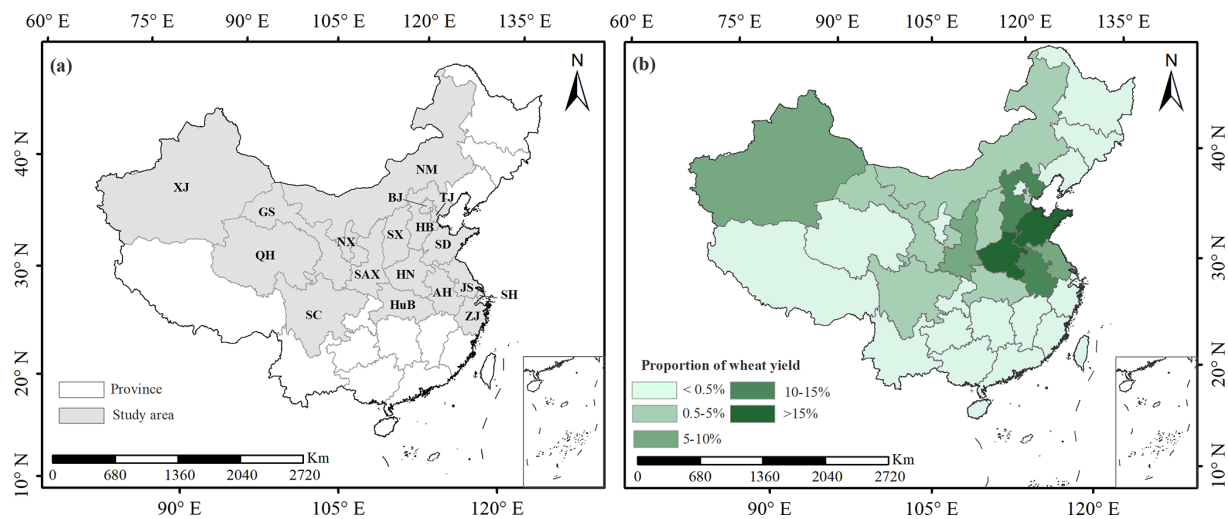 60° E 75° E 90° E 105° E 120° E 135° E
(a)
N
40° N
30° N
20° N
10° N
XJ
GS
QH
NX
NM
BJ
TJ
HB
SX
SD
SAX
HN
JS
AH
SH
HuB
ZJ
SC
Province
Study area
Km
0 680 1360 2040 2720
90° E 105° E 120° E
60° E 75° E 90° E 105° E 120° E 135° E
(b)
N
40° N
30° N
20° N
10° N
Proportion of wheat yield
< 0.5% 10-15%
0.5-5% >15%
5-10%
Km
0 680 1360 2040 2720
90° E 105° E 120° E